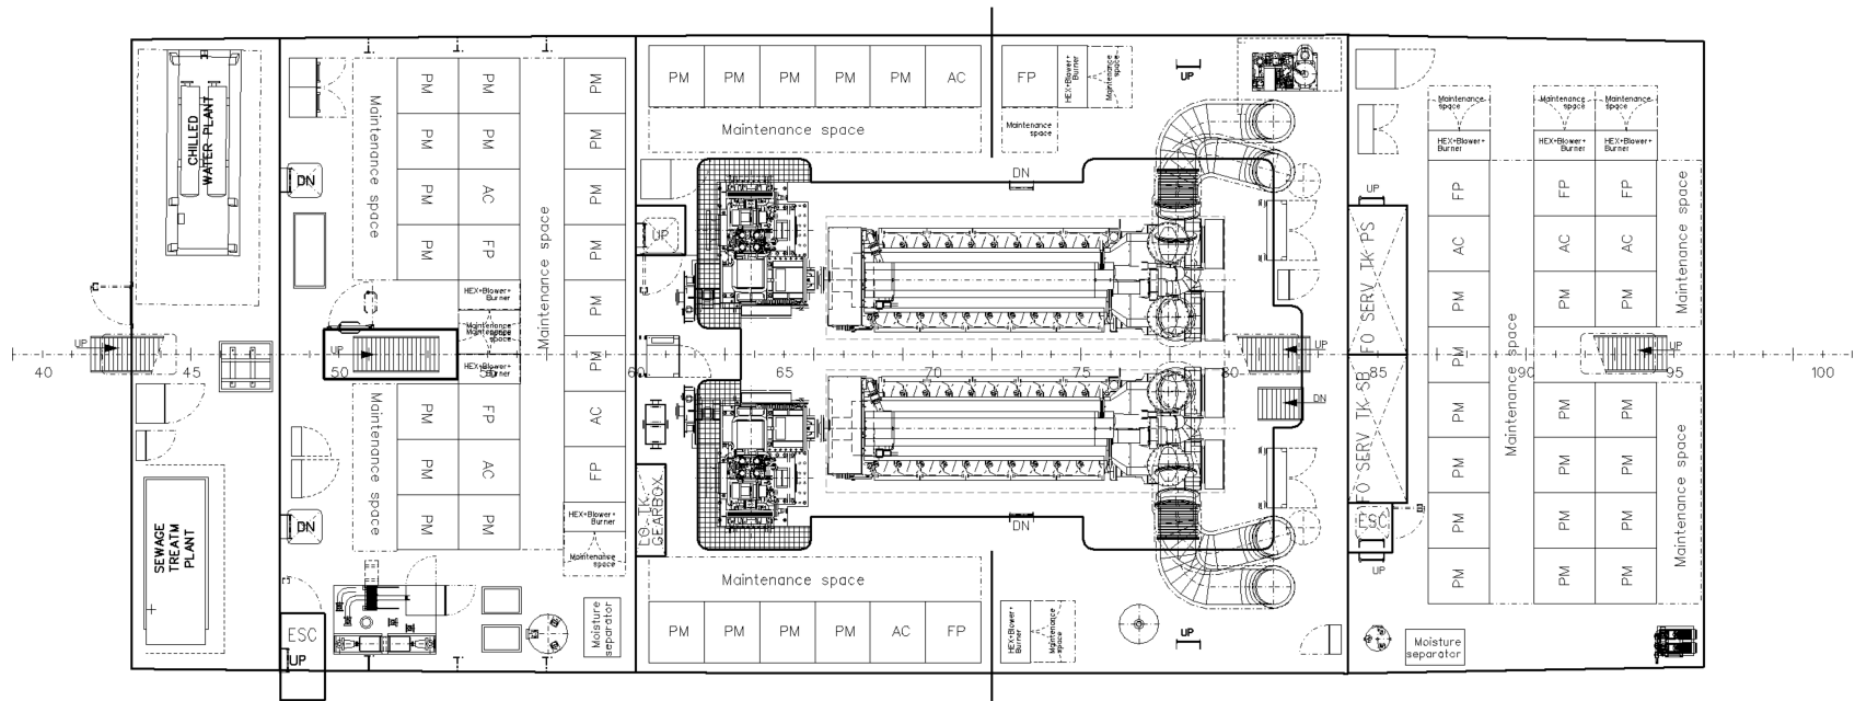 CHILLED
WATER PLANT
UP
40
45
SEWAGE
TREATM
PLANT
DN
DN
ESC
UP
Maintenance space
PM
PM
PM
PM
PM
PM
AC
FP
HEX+Blower+
Burner
Maintenance
space
Maintenance
space
HEX+Blower+
Burner
UP
50
Maintenance space
PM
PM
PM
FP
AC
PM
Maintenance space
PM
PM
PM
PM
PM
PM
AC
FP
HEX+Blower+
Burner
Maintenance
space
Moisture
separator
PM
PM
PM
PM
PM
AC
FP
HEX+Blower+
Burner
Maintenance
space
Maintenance space
Maintenance
space
UP
DN
UP
60
65
70
75
80
UP
DN
LO TK
GEARBOX
DN
Maintenance space
PM
PM
PM
PM
AC
FP
HEX+Blower+
Burner
Maintenance
space
UP
UP
FO SERV TK PS
85
FO SERV TK SB
ESC
UP
Moisture
separator
Maintenance
space
HEX+Blower+
Burner
FP
AC
PM
PM
PM
PM
PM
PM
Maintenance space
Maintenance
space
HEX+Blower+
Burner
FP
AC
PM
PM
PM
PM
PM
Maintenance
space
HEX+Blower+
Burner
FP
AC
PM
PM
PM
PM
PM
Maintenance space
Maintenance space
Maintenance space
UP
90
95
100